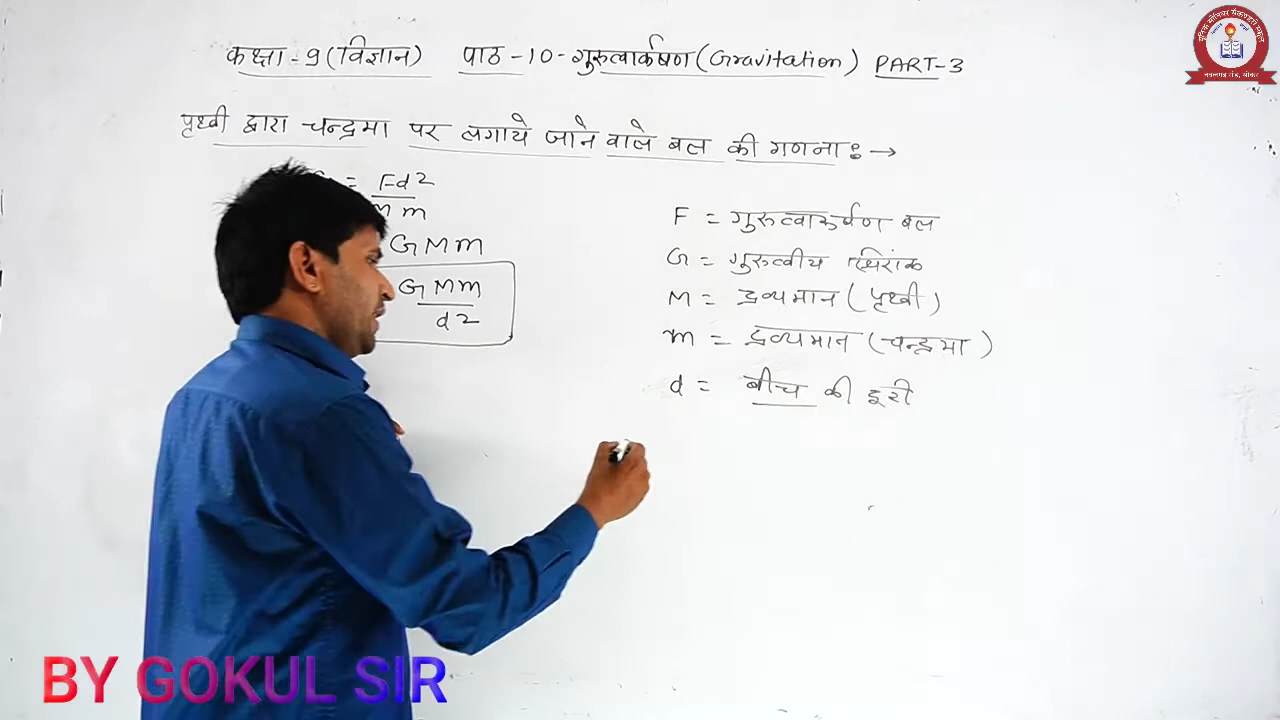 कक्षा - 9 (विज्ञान) पाठ - 10 - गुरुत्वाकर्षण (Gravitation) PART-3
पृथ्वी द्वारा चन्द्रमा पर लगाये जाने वाले बल की गणना :→
= Fd²
m
GMm
GMm
d²
F = गुरुत्वाकर्षण बल
G = गुरुत्वीय स्थिरांक
M = द्रव्यमान (पृथ्वी)
m = द्रव्यमान (चन्द्रमा)
d = बीच की दूरी
BY GOKUL SIR